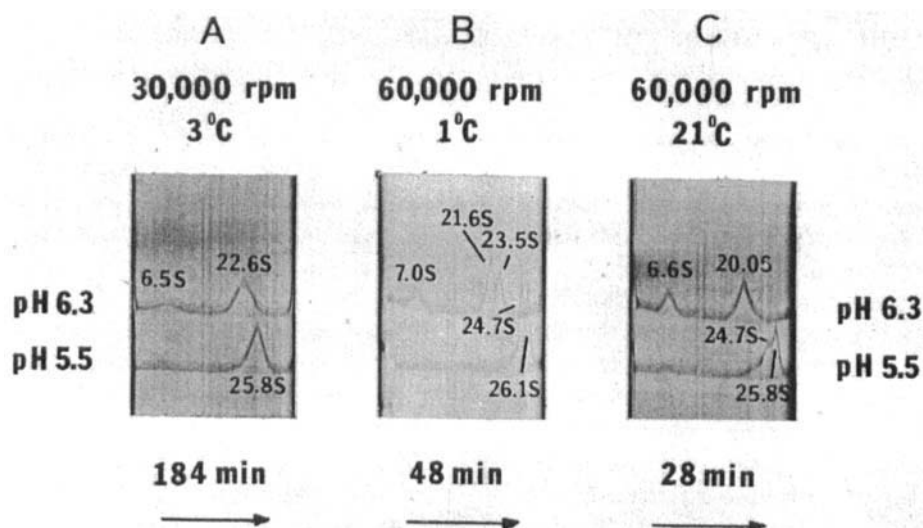 A B C
30,000 rpm 60,000 rpm 60,000 rpm
3°C 1°C 21°C
21.6S
23.5S
6.5S 22.6S 7.0S 6.6S 20.0S
pH 6.3 pH 6.3
24.7S 24.7S
pH 5.5 pH 5.5
25.8S 26.1S 25.8S
184 min 48 min 28 min